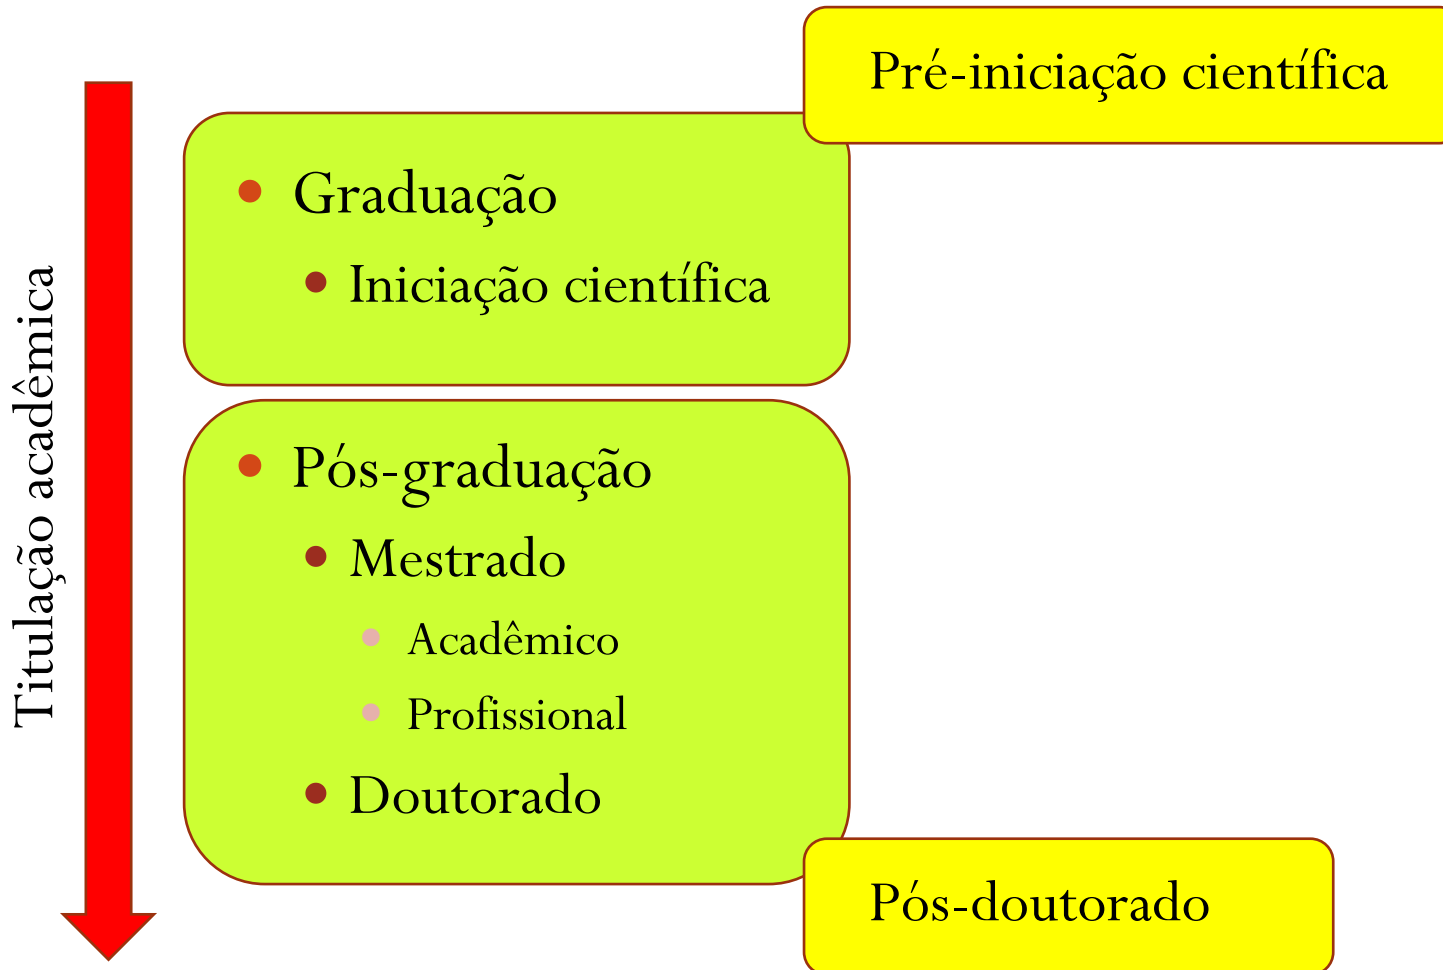 Pré-iniciação científica
Graduação
Iniciação científica
Titulação acadêmica
Pós-graduação
Mestrado
Acadêmico
Profissional
Doutorado
Pós-doutorado